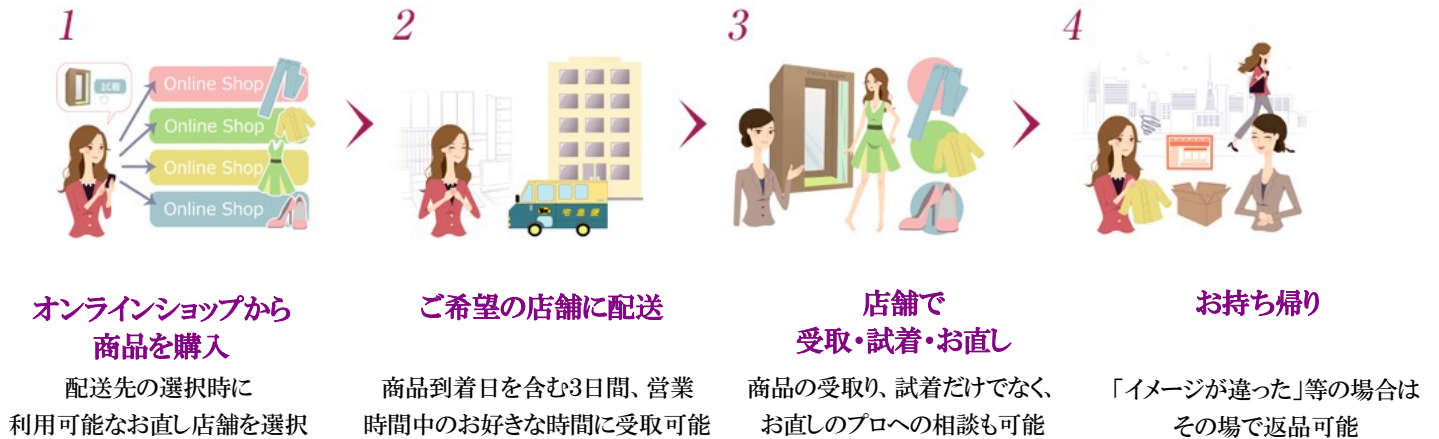 1
試着
Online Shop
Online Shop
Online Shop
Online Shop
オンラインショップから
商品を購入
配送先の選択時に
利用可能なお直し店舗を選択
2
宅急便
ご希望の店舗に配送
商品到着日を含む3日間、営業
時間中のお好きな時間に受取可能
3
店舗で
受取・試着・お直し
商品の受取り、試着だけでなく、
お直しのプロへの相談も可能
4
お持ち帰り
「イメージが違った」等の場合は
その場で返品可能